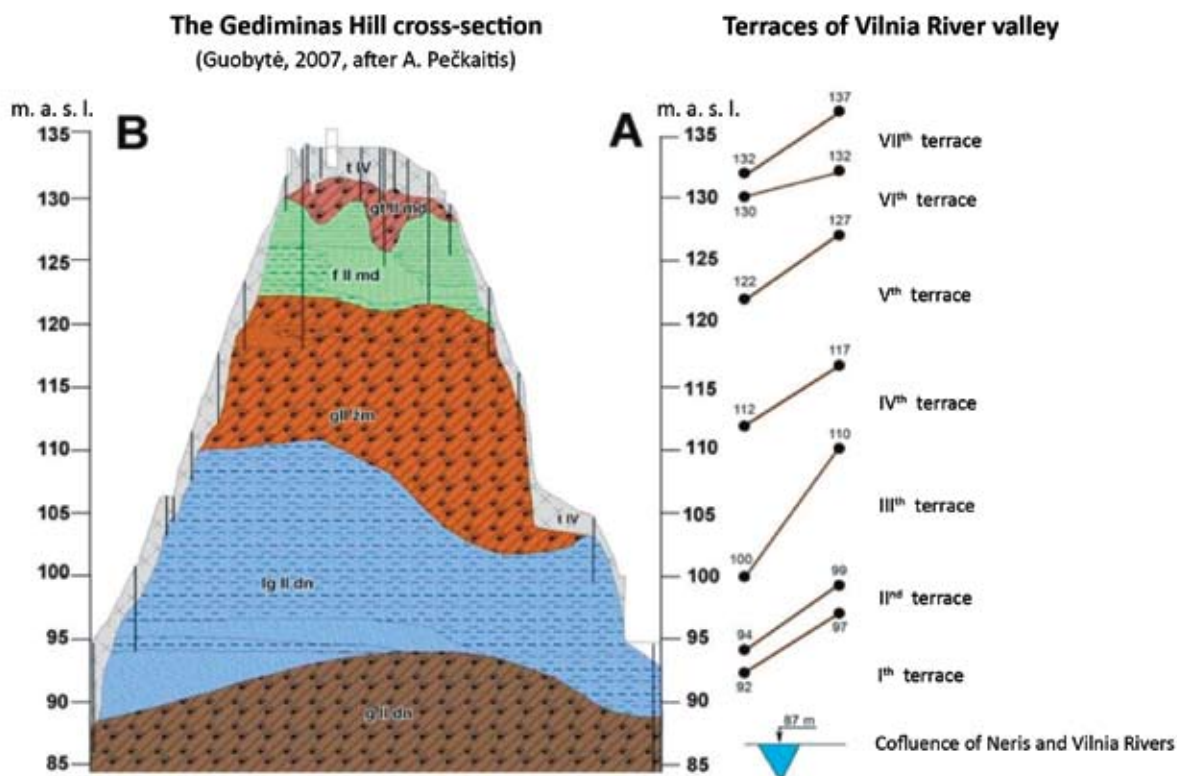 The Gediminas Hill cross-section
(Guobytė, 2007, after A. Pečkaitis)
m. a. s. l.
B
135
130
125
120
115
110
105
100
95
90
85
t IV
gt II md
f II md
gII žm
t IV
lg II dn
g II dn
Terraces of Vilnia River valley
A
m. a. s. l.
135
130
125
120
115
110
105
100
95
90
85
137
132
VIIth terrace
132
130
VIth terrace
127
122
Vth terrace
117
112
IVth terrace
110
100
IIIth terrace
99
94
IInd terrace
97
92
Ith terrace
87 m
Cofluence of Neris and Vilnia Rivers